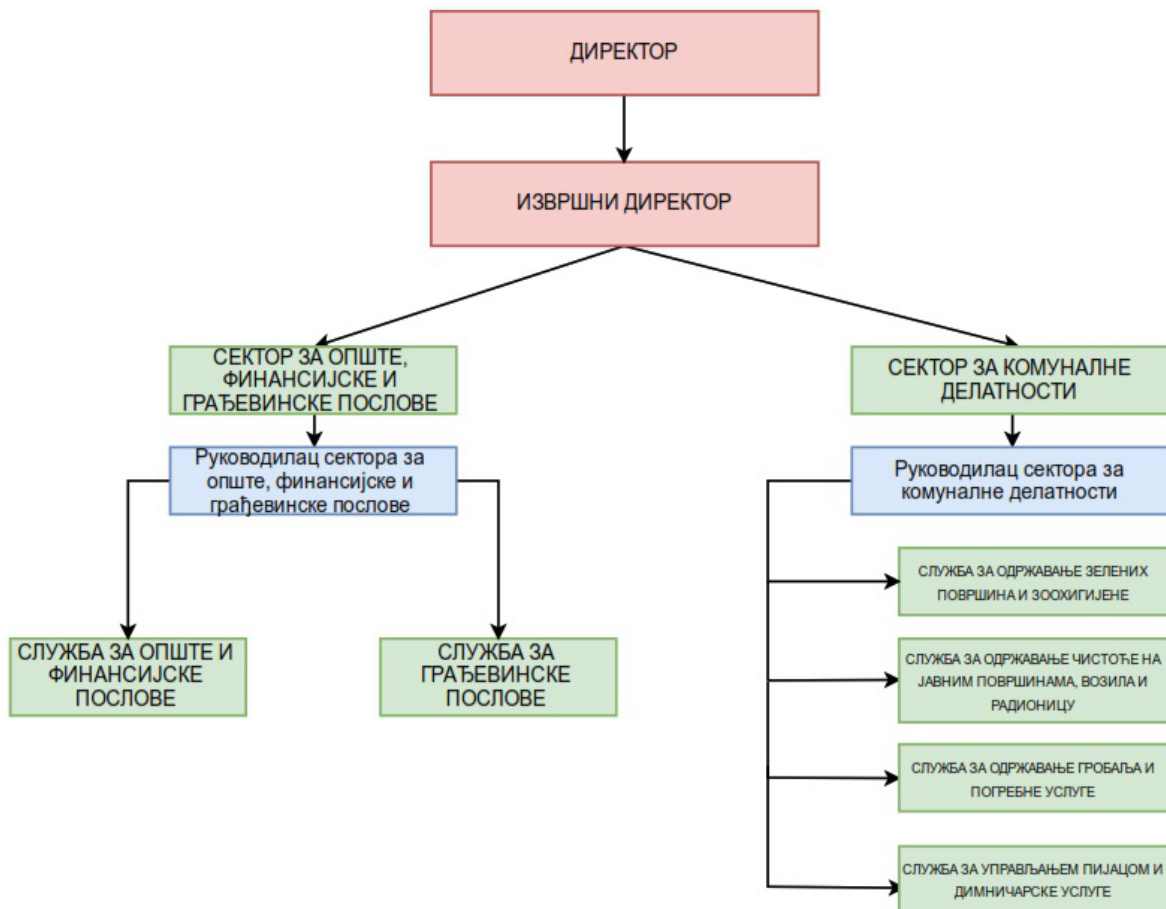 ДИРЕКТОР
ИЗВРШНИ ДИРЕКТОР
СЕКТОР ЗА ОПШТЕ,
ФИНАНСИЈСКЕ И
ГРАЂЕВИНСКЕ ПОСЛОВЕ
СЕКТОР ЗА КОМУНАЛНЕ
ДЕЛАТНОСТИ
Руководилац сектора за
опште, финансијске и
грађевинске послове
Руководилац сектора за
комуналне делатности
СЛУЖБА ЗА ОПШТЕ И
ФИНАНСИЈСКЕ
ПОСЛОВЕ
СЛУЖБА ЗА
ГРАЂЕВИНСКЕ
ПОСЛОВЕ
СЛУЖБА ЗА ОДРЖАВАЊЕ ЗЕЛЕНИХ
ПОВРШИНА И ЗООХИГИЈЕНЕ
СЛУЖБА ЗА ОДРЖАВАЊЕ ЧИСТОЋЕ НА
ЈАВНИМ ПОВРШИНАМА, ВОЗИЛА И
РАДИОНИЦУ
СЛУЖБА ЗА ОДРЖАВАЊЕ ГРОБАЉА И
ПОГРЕБНЕ УСЛУГЕ
СЛУЖБА ЗА УПРАВЉАЊЕМ ПИЈАЦОМ И
ДИМНИЧАРСКЕ УСЛУГЕ